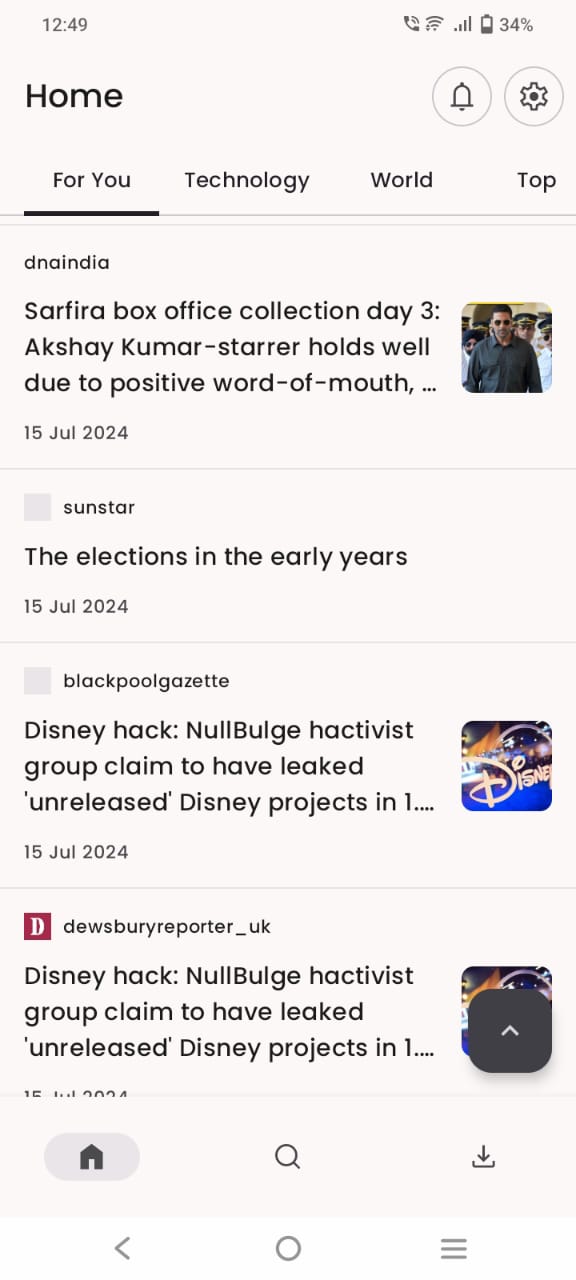 12:49
34%
Home
For You
Technology
World
Top
dnaindia
Sarfira box office collection day 3:
Akshay Kumar-starrer holds well
due to positive word-of-mouth, ...
15 Jul 2024
sunstar
The elections in the early years
15 Jul 2024
blackpoolgazette
Disney hack: NullBulge hactivist
group claim to have leaked
'unreleased' Disney projects in 1....
15 Jul 2024
D
dewsburyreporter_uk
Disney hack: NullBulge hactivist
group claim to have leaked
'unreleased' Disney projects in 1....
15 Jul 2024